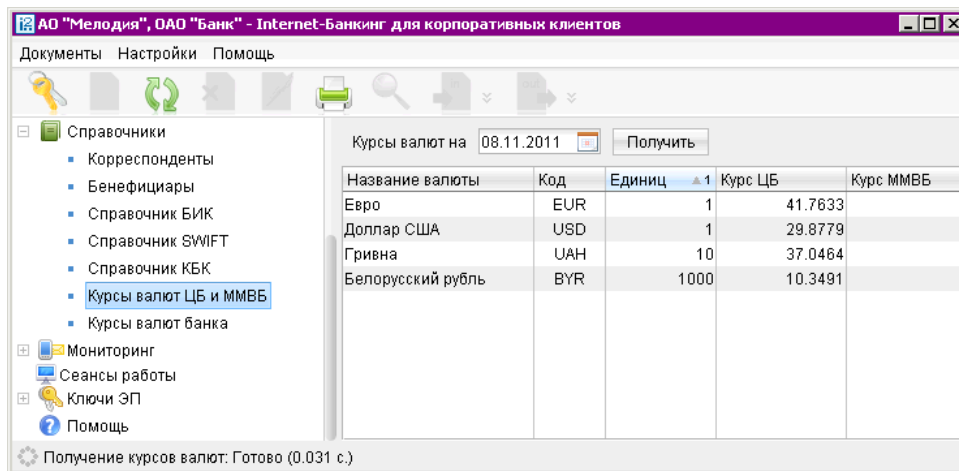 АО "Мелодия", ОАО "Банк" - Internet-Банкинг для корпоративных клиентов
Документы Настройки Помощь
Справочники
Корреспонденты
Бенефициары
Справочник БИК
Справочник SWIFT
Справочник КБК
Курсы валют ЦБ и ММВБ
Курсы валют банка
Мониторинг
Сеансы работы
Ключи ЭП
Помощь
Курсы валют на 08.11.2011 Получить
Название валюты Код Единиц 1 Курс ЦБ Курс ММВБ
Евро EUR 1 41.7633
Доллар США USD 1 29.8779
Гривна UAH 10 37.0464
Белорусский рубль BYR 1000 10.3491
Получение курсов валют: Готово (0.031 с.)